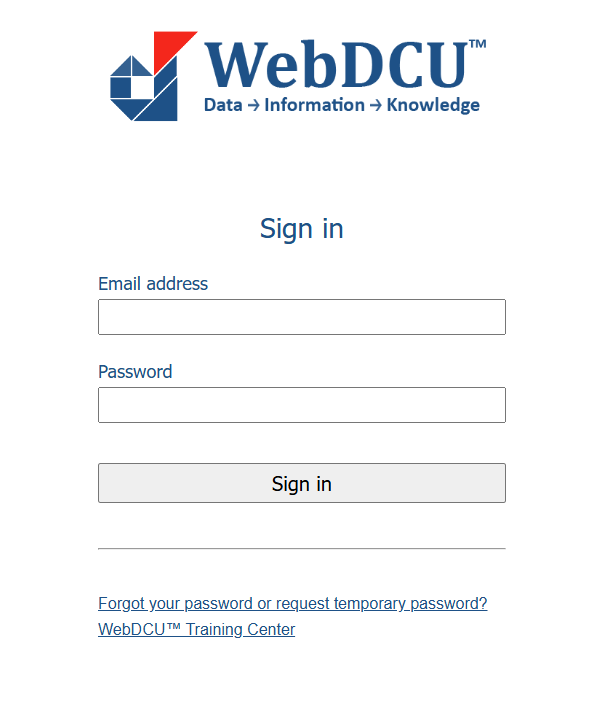 WebDCU™
Data → Information → Knowledge
Sign in
Email address
Password
Sign in
Forgot your password or request temporary password?
WebDCU™ Training Center